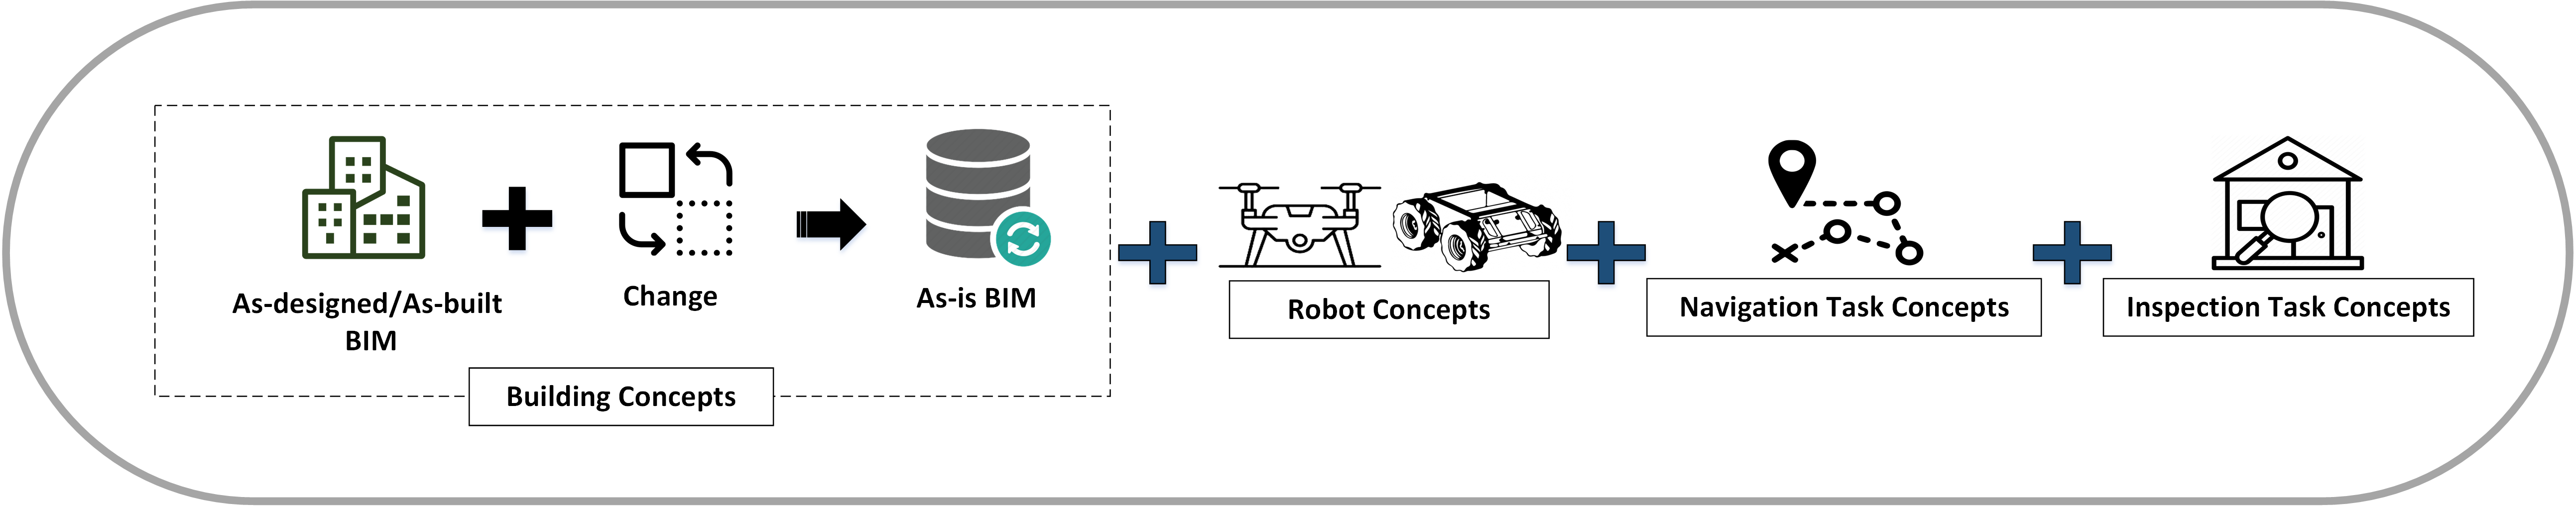 As-designed/As-built
BIM
Change
As-is BIM
Building Concepts
Robot Concepts
Navigation Task Concepts
Inspection Task Concepts